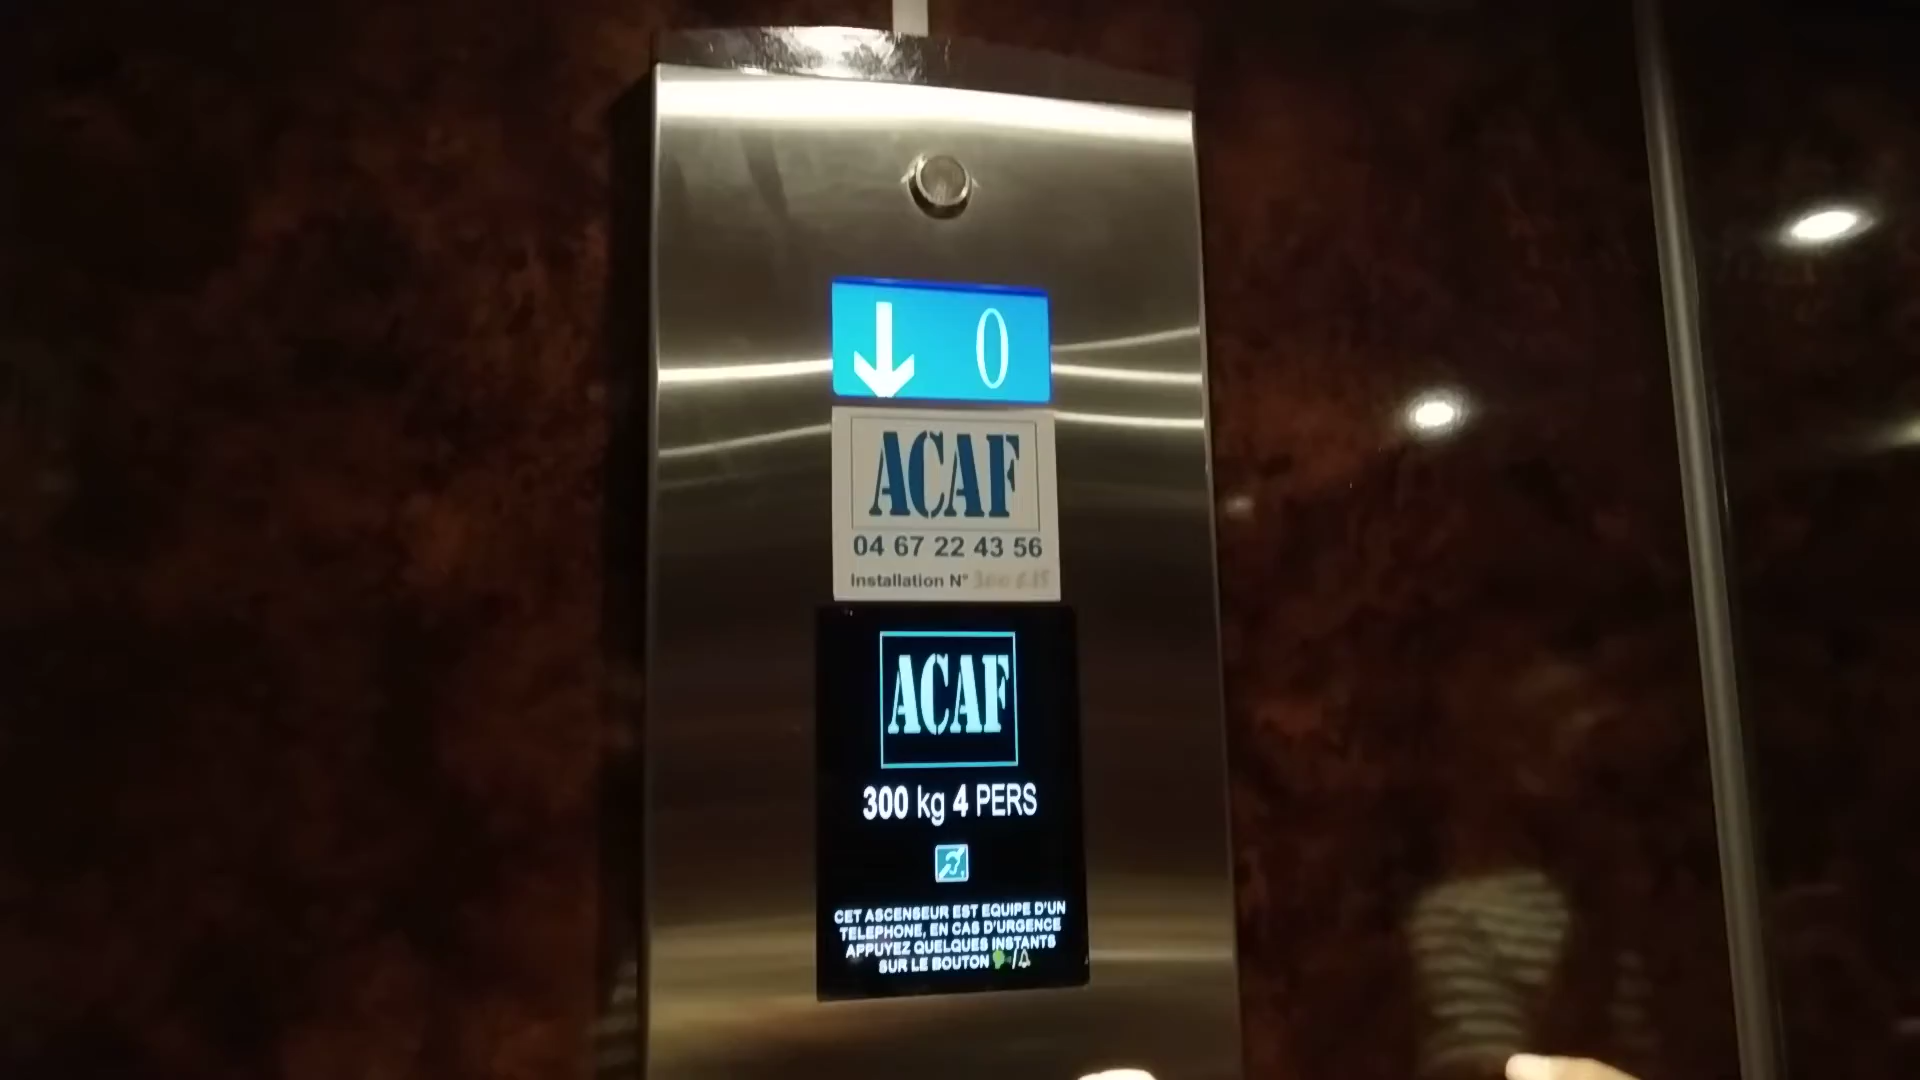 0
ACAF
04 67 22 43 56
Installation N°
ACAF
300 kg 4 PERS
CET ASCENSEUR EST EQUIPE D'UN
TELEPHONE, EN CAS D'URGENCE
APPUYEZ QUELQUES INSTANTS
SUR LE BOUTON /